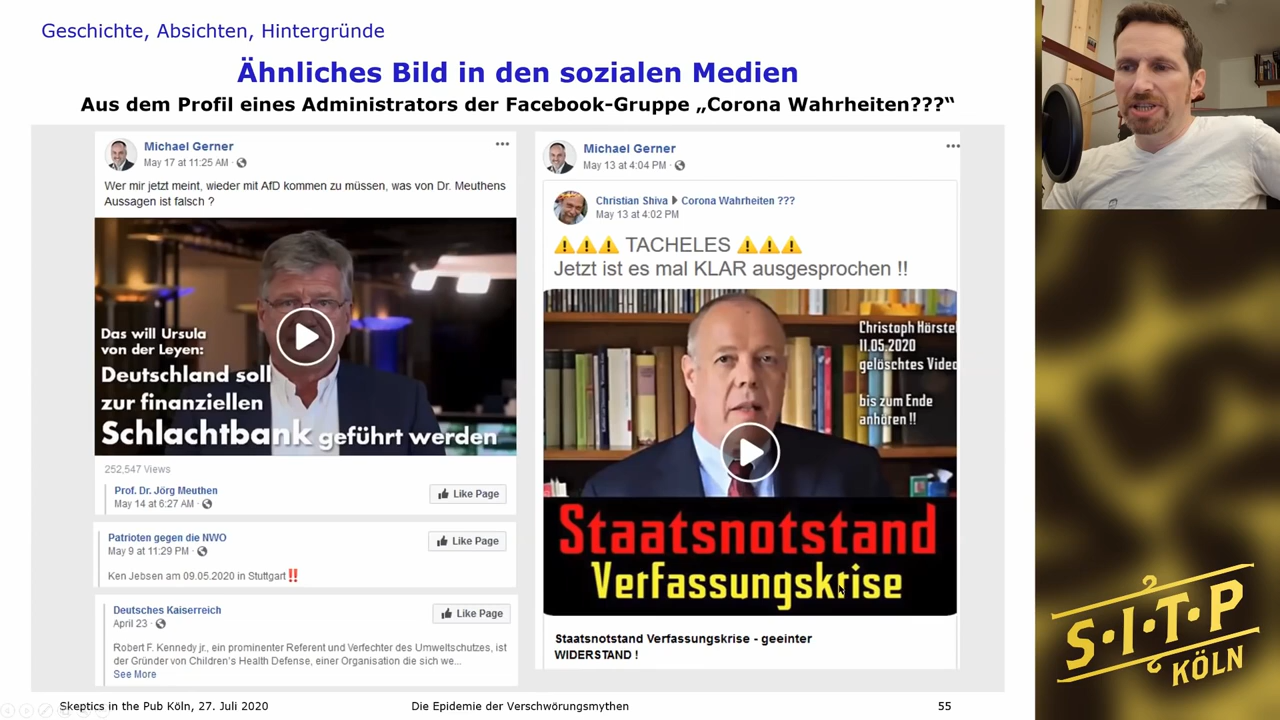 Geschichte, Absichten, Hintergründe
Ähnliches Bild in den sozialen Medien
Aus dem Profil eines Administrators der Facebook-Gruppe „Corona Wahrheiten???“
Michael Gerner
May 17 at 11:25 AM ·
Wer mir jetzt meint, wieder mit AfD kommen zu müssen, was von Dr. Meuthens
Aussagen ist falsch ?
Das will Ursula
von der Leyen:
Deutschland soll
zur finanziellen
Schlachtbank geführt werden
252,547 Views
Prof. Dr. Jörg Meuthen
May 14 at 6:27 AM ·
Like Page
Patrioten gegen die NWO
May 9 at 11:29 PM ·
Like Page
Ken Jebsen am 09.05.2020 in Stuttgart‼️
Deutsches Kaiserreich
April 23 ·
Like Page
Robert F. Kennedy jr., ein prominenter Referent und Verfechter des Umweltschutzes, ist
der Gründer von Children's Health Defense, einer Organisation die sich we...
See More
Michael Gerner
May 13 at 4:04 PM ·
Christian Shiva ▸ Corona Wahrheiten ???
May 13 at 4:02 PM
⚠️⚠️⚠️ TACHELES ⚠️⚠️⚠️
Jetzt ist es mal KLAR ausgesprochen !!
Christoph Hörstel
11.05.2020
gelöschtes Video
bis zum Ende
anhören !!
Staatsnotstand
Verfassungskrise
Staatsnotstand Verfassungskrise - geeinter
WIDERSTAND !
Skeptics in the Pub Köln, 27. Juli 2020
Die Epidemie der Verschwörungsmythen
55
S·I·T·P
KÖLN